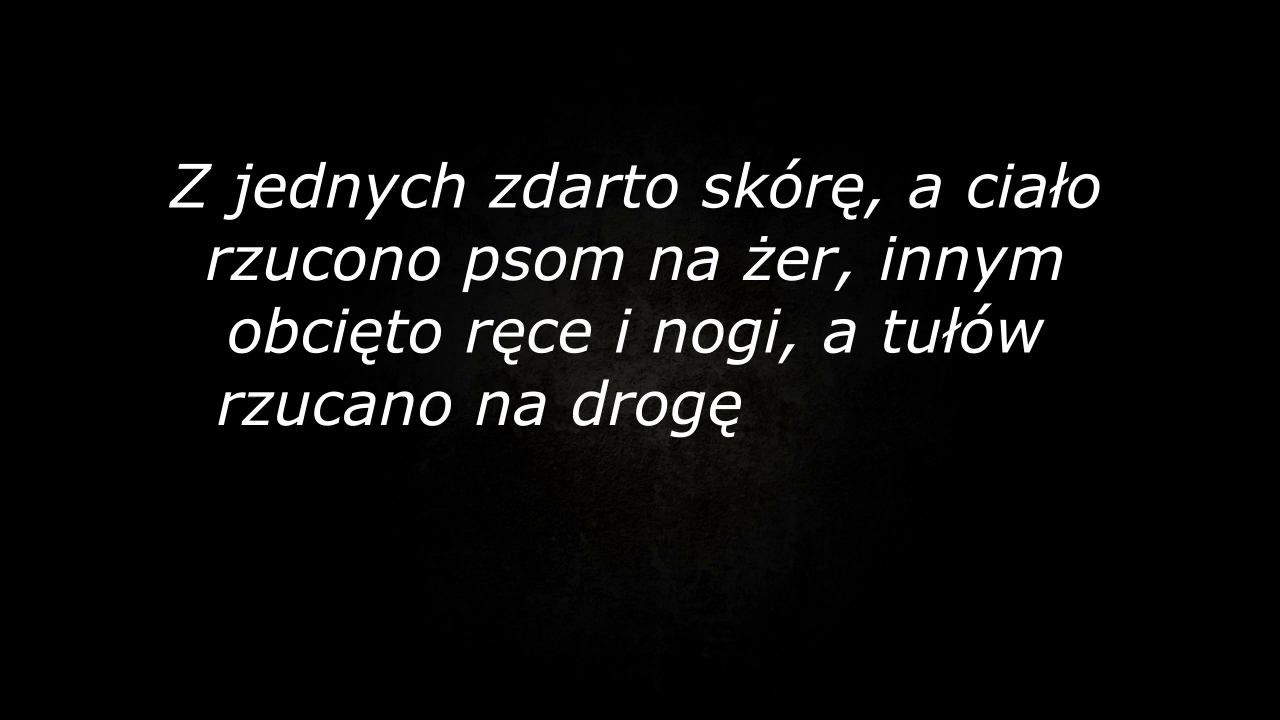 Z jednych zdarto skórę, a ciało
rzucono psom na żer, innym
obcięto ręce i nogi, a tułów
rzucano na drogę